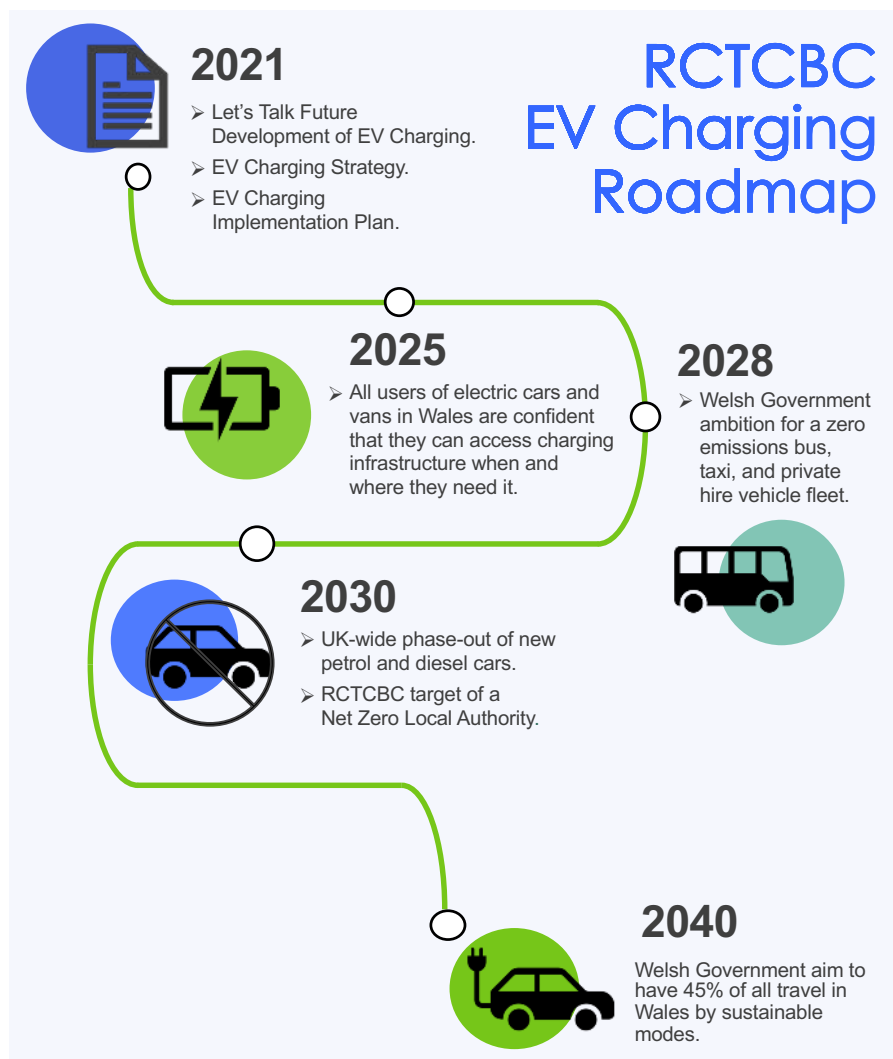 RCTCBC
EV Charging
Roadmap
2021
➢ Let's Talk Future
Development of EV Charging.
➢ EV Charging Strategy.
➢ EV Charging
Implementation Plan.
2025
➢ All users of electric cars and
vans in Wales are confident
that they can access charging
infrastructure when and
where they need it.
2028
➢ Welsh Government
ambition for a zero
emissions bus,
taxi, and private
hire vehicle fleet.
2030
➢ UK-wide phase-out of new
petrol and diesel cars.
➢ RCTCBC target of a
Net Zero Local Authority.
2040
Welsh Government aim to
have 45% of all travel in
Wales by sustainable
modes.